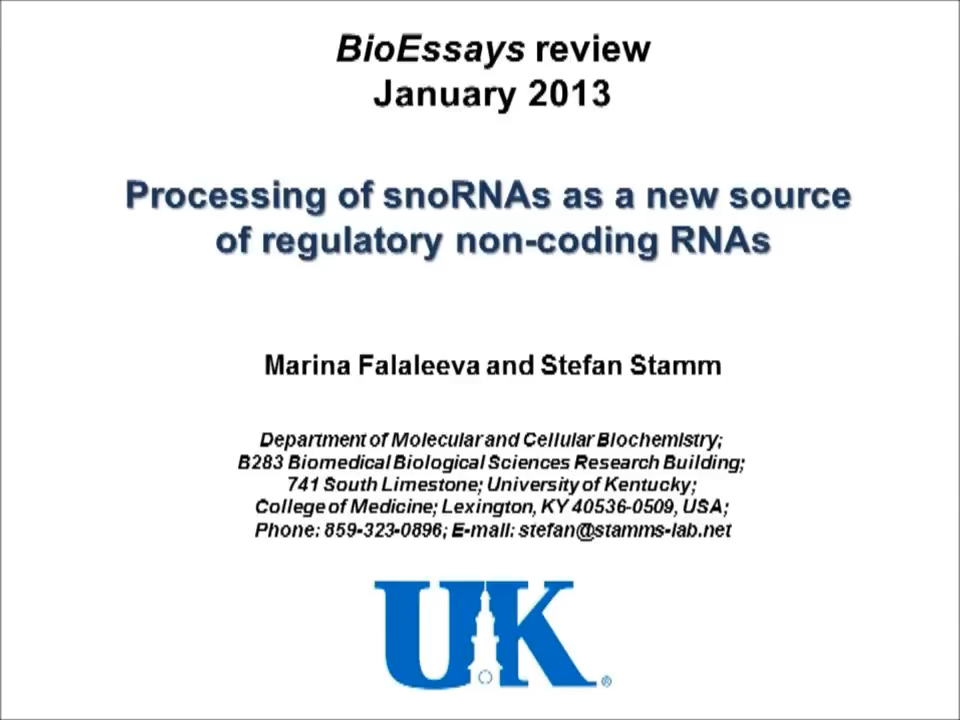 BioEssays review
January 2013
Processing of snoRNAs as a new source
of regulatory non-coding RNAs
Marina Falaleeva and Stefan Stamm
Department of Molecular and Cellular Biochemistry;
B283 Biomedical Biological Sciences Research Building;
741 South Limestone; University of Kentucky;
College of Medicine; Lexington, KY 40536-0509, USA;
Phone: 859-323-0896; E-mail: stefan@stamms-lab.net
UK®